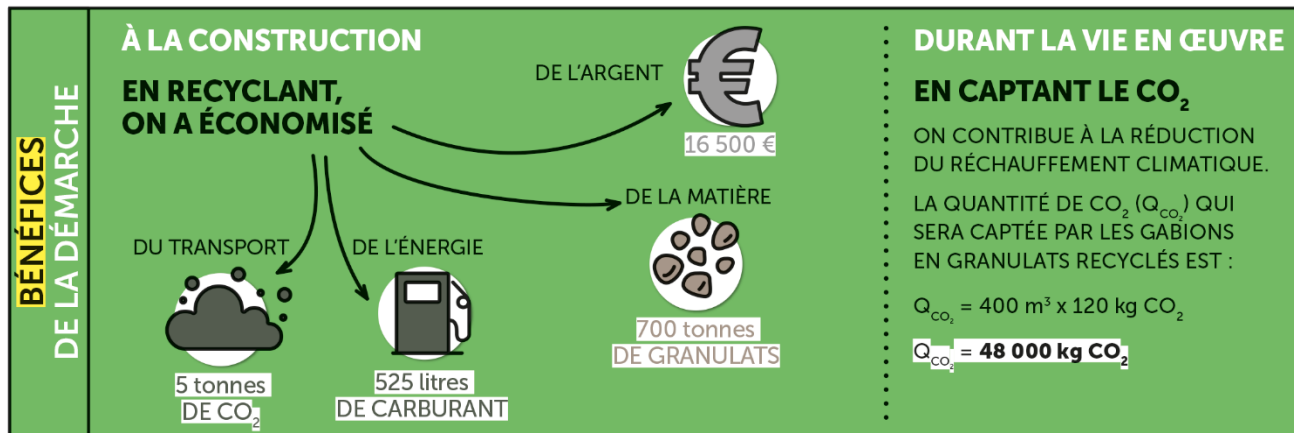 BÉNÉFICES
DE LA DÉMARCHE
À LA CONSTRUCTION
EN RECYCLANT,
ON A ÉCONOMISÉ
DE L'ARGENT
16 500 €
DE LA MATIÈRE
700 tonnes
DE GRANULATS
DU TRANSPORT
5 tonnes
DE CO₂
DE L'ÉNERGIE
525 litres
DE CARBURANT
DURANT LA VIE EN ŒUVRE
EN CAPTANT LE CO₂
ON CONTRIBUE À LA RÉDUCTION
DU RÉCHAUFFEMENT CLIMATIQUE.
LA QUANTITÉ DE CO₂ (Q_CO₂) QUI
SERA CAPTÉE PAR LES GABIONS
EN GRANULATS RECYCLÉS EST :
Q_CO₂ = 400 m³ x 120 kg CO₂
Q_CO₂ = 48 000 kg CO₂